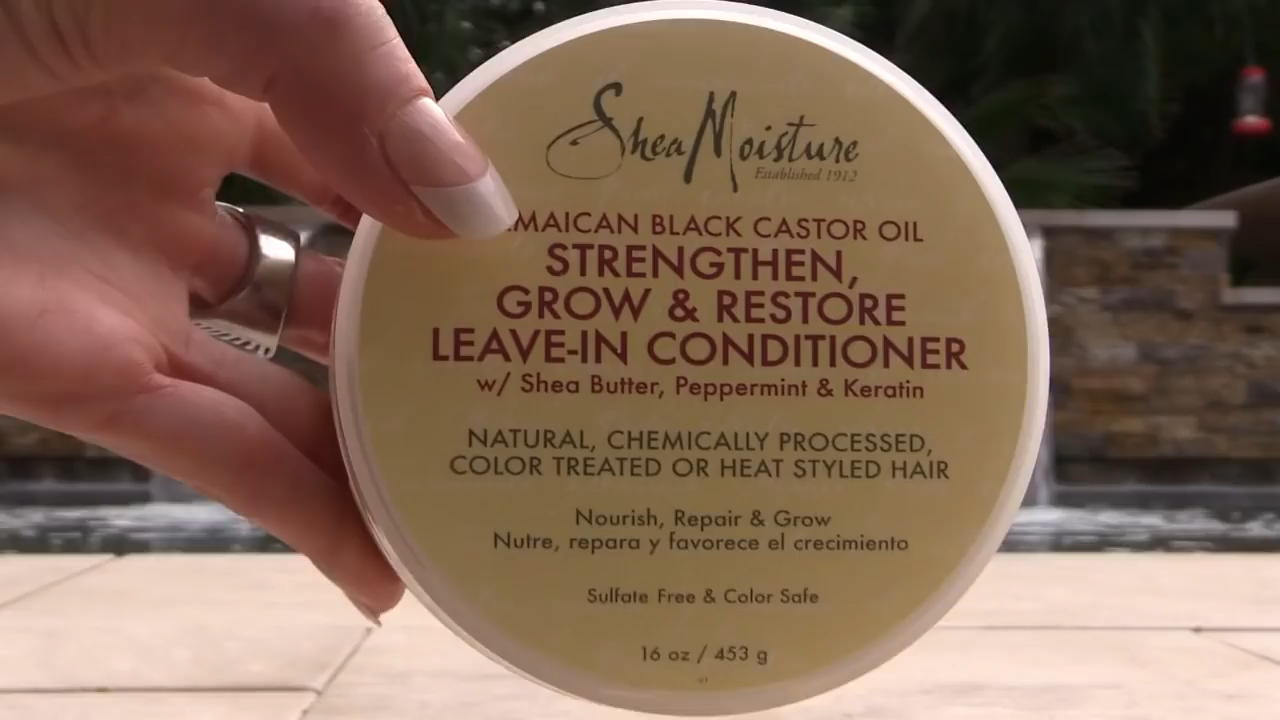 SheaMoisture
Established 1912
MAICAN BLACK CASTOR OIL
STRENGTHEN,
GROW & RESTORE
LEAVE-IN CONDITIONER
w/ Shea Butter, Peppermint & Keratin
NATURAL, CHEMICALLY PROCESSED,
COLOR TREATED OR HEAT STYLED HAIR
Nourish, Repair & Grow
Nutre, repara y favorece el crecimiento
Sulfate Free & Color Safe
16 oz / 453 g